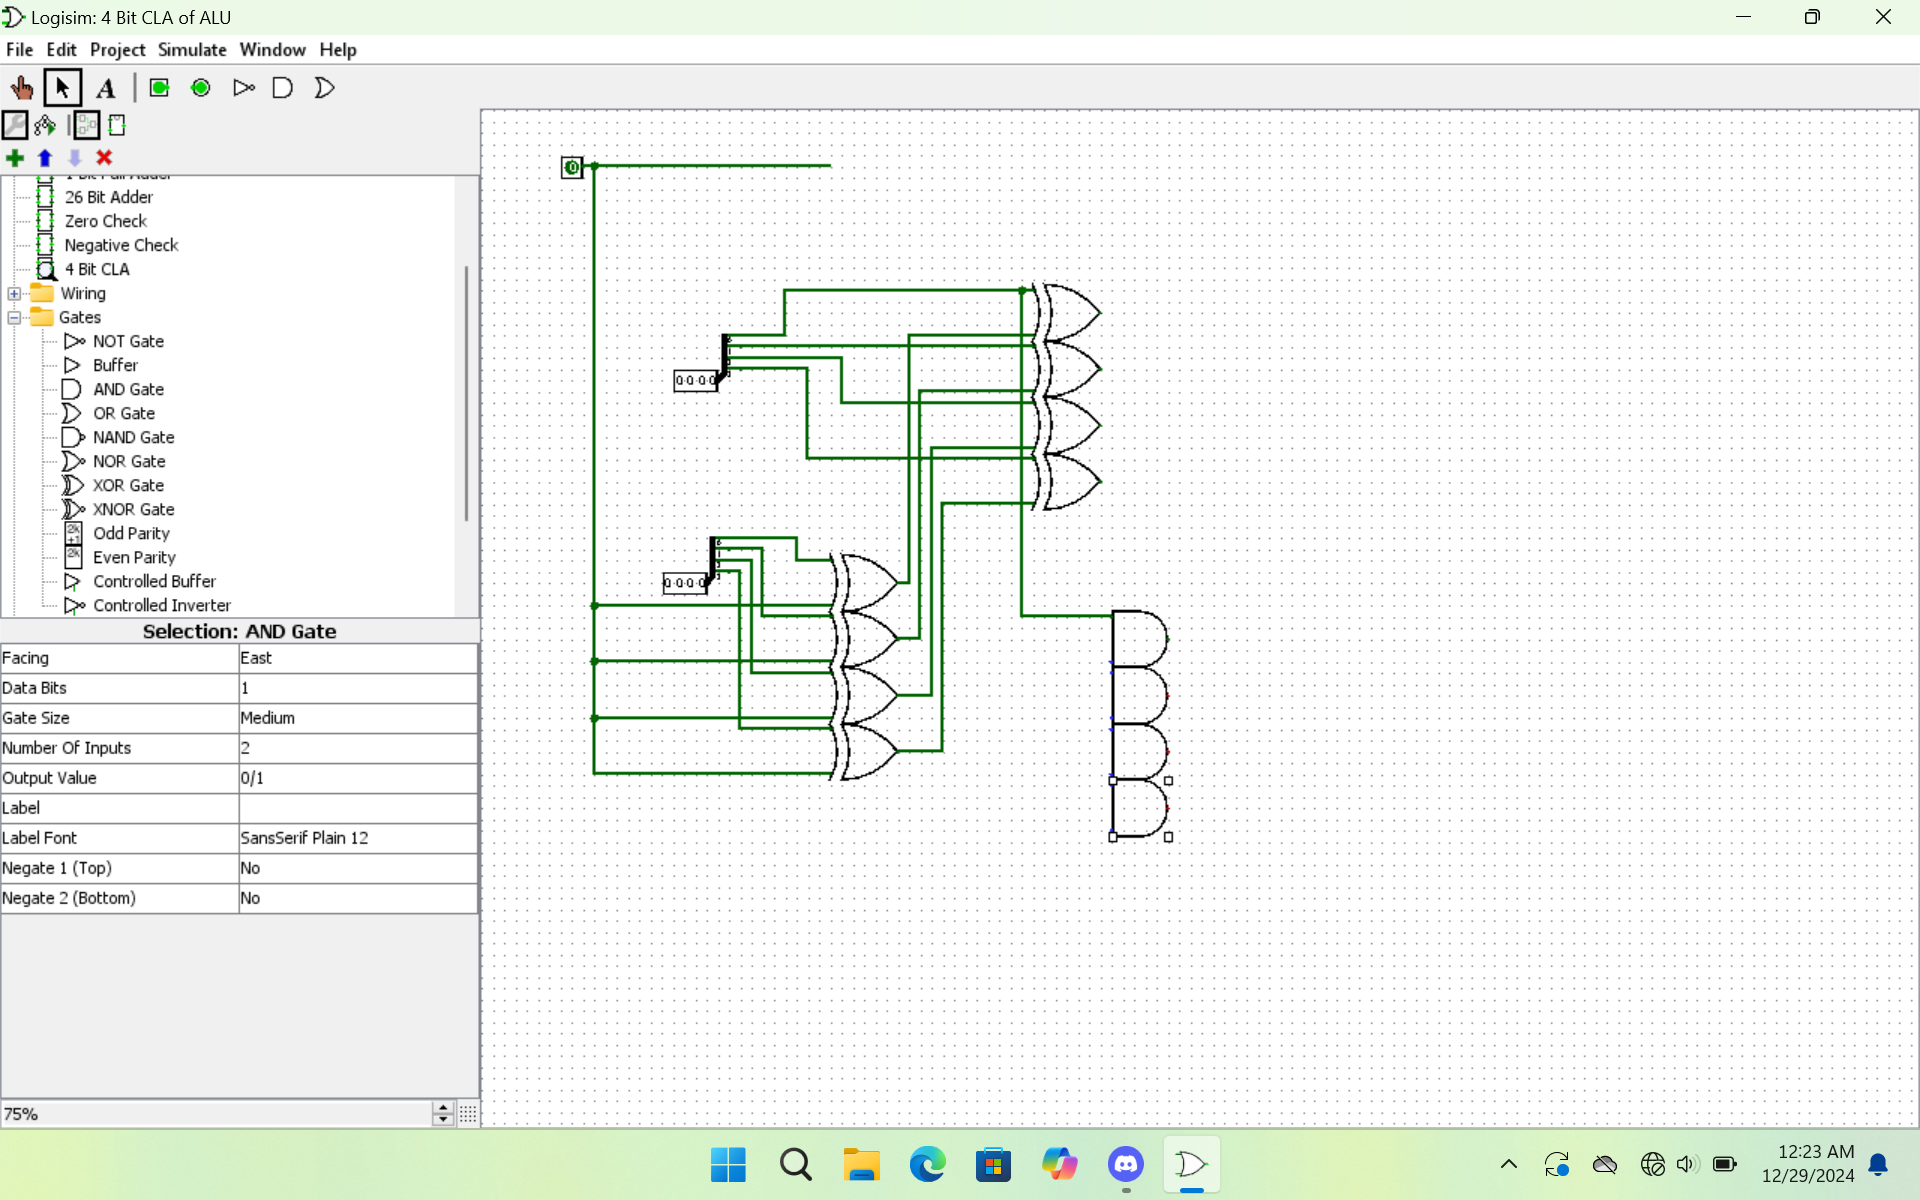 Logisim: 4 Bit CLA of ALU
File Edit Project Simulate Window Help
A
1 Bit Full Adder
26 Bit Adder
Zero Check
Negative Check
4 Bit CLA
Wiring
Gates
NOT Gate
Buffer
AND Gate
OR Gate
NAND Gate
NOR Gate
XOR Gate
XNOR Gate
Odd Parity
Even Parity
Controlled Buffer
Controlled Inverter
Selection: AND Gate
Facing East
Data Bits 1
Gate Size Medium
Number Of Inputs 2
Output Value 0/1
Label
Label Font SansSerif Plain 12
Negate 1 (Top) No
Negate 2 (Bottom) No
75%
0
0 0 0 0
0 0 0 0
12:23 AM
12/29/2024